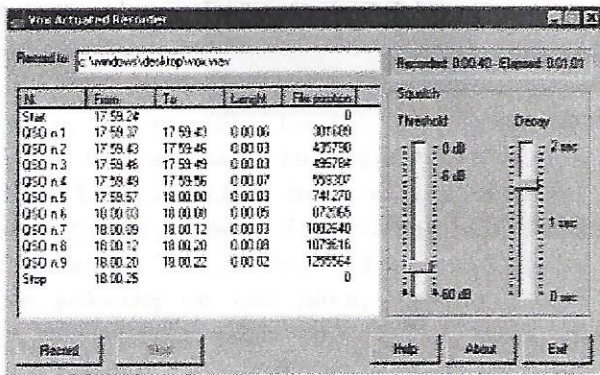 Vox Actuated Recorder
Record to: c:\windows\desktop\vox.wav
Recorded: 0:00:40 - Elapsed: 0:01:01
N. From To Lenght File position
Start 17:59:24 0
QSO n.1 17:59:37 17:59:43 0:00:06
QSO n.2 17:59:43 17:59:46 0:00:03 435790
QSO n.3 17:59:46 17:59:49 0:00:03 495784
QSO n.4 17:59:49 17:59:56 0:00:07 559307
QSO n.5 17:59:57 18:00:00 0:00:03 741270
QSO n.6 18:00:03 18:00:08 0:00:05 872065
QSO n.7 18:00:09 18:00:12 0:00:03 1002640
QSO n.8 18:00:12 18:00:20 0:00:08 1079616
QSO n.9 18:00:20 18:00:22 0:00:02
Stop 18:00:25 0
Squelch
Threshold Decay
0 dB 2 sec
-6 dB
1 sec
-60 dB 0 sec
Record Stop Help About Exit